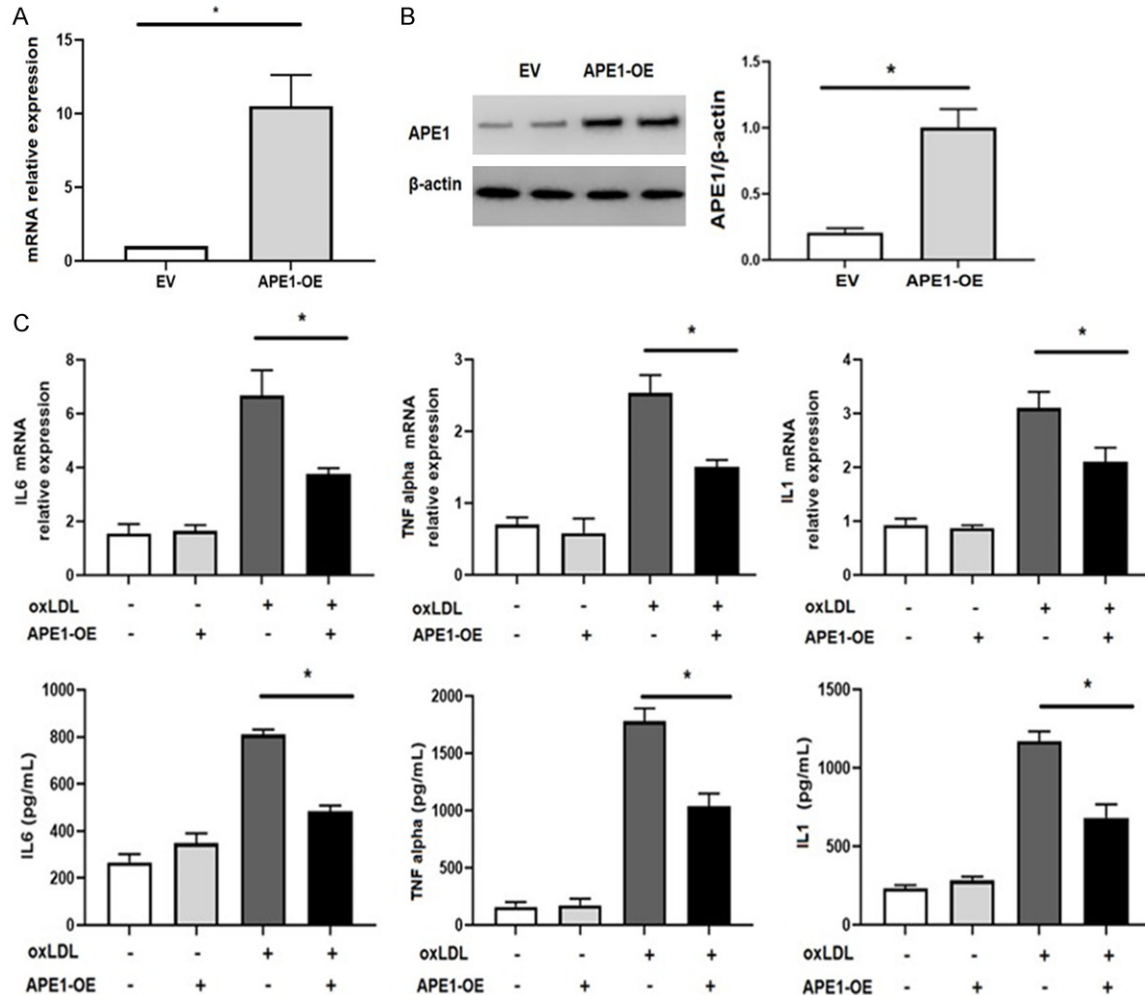 A
*
mRNA relative expression
15
10
5
0
EV
APE1-OE
B
EV
APE1-OE
APE1
β-actin
*
APE1/β-actin
1.5
1.0
0.5
0.0
EV
APE1-OE
C
*
IL6 mRNA
relative expression
8
6
4
2
0
oxLDL - - + +
APE1-OE - + - +
*
TNF alpha mRNA
relative expression
3
2
1
0
oxLDL - - + +
APE1-OE - + - +
*
IL1 mRNA
relative expression
4
3
2
1
0
oxLDL - - + +
APE1-OE - + - +
*
IL6 (pg/mL)
1000
800
600
400
200
0
oxLDL - - + +
APE1-OE - + - +
*
TNF alpha (pg/mL)
2000
1500
1000
500
0
oxLDL - - + +
APE1-OE - + - +
*
IL1 (pg/mL)
1500
1000
500
0
oxLDL - - + +
APE1-OE - + - +